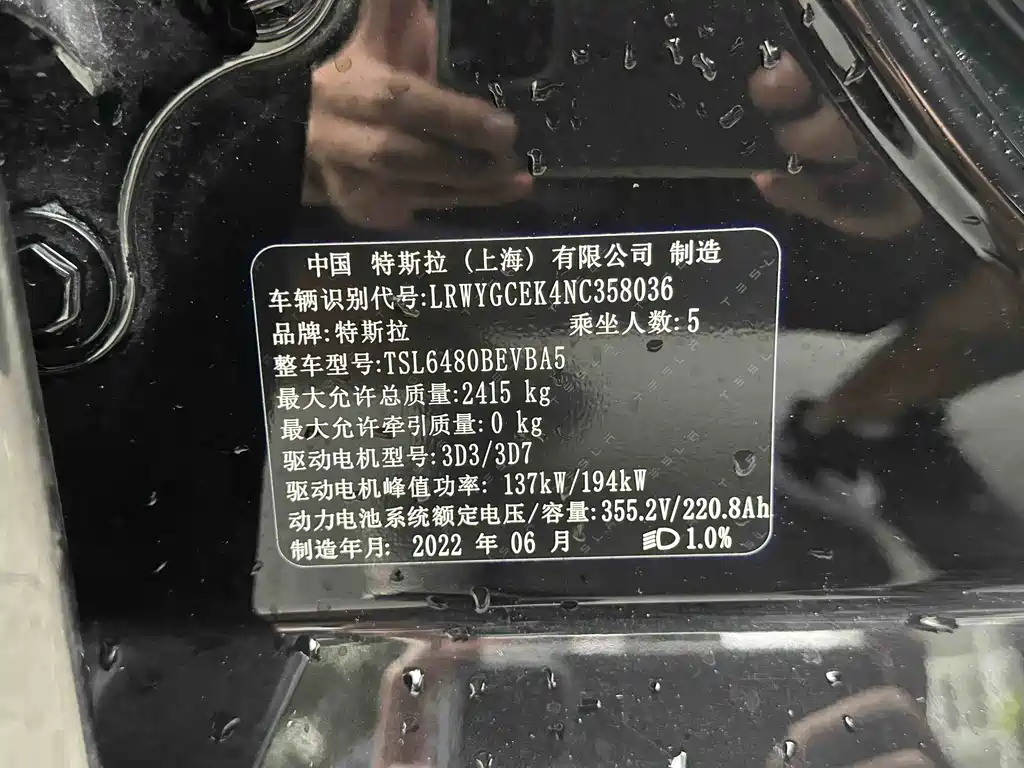 中国 特斯拉 (上海) 有限公司 制造
车辆识别代号:LRWYGCEK4NC358036
品牌:特斯拉 乘坐人数:5
整车型号:TSL6480BEVBA5
最大允许总质量:2415 kg
最大允许牵引质量:0 kg
驱动电机型号:3D3/3D7
驱动电机峰值功率: 137kW/194kW
动力电池系统额定电压/容量:355.2V/220.8Ah
制造年月: 2022 年 06 月 1.0%